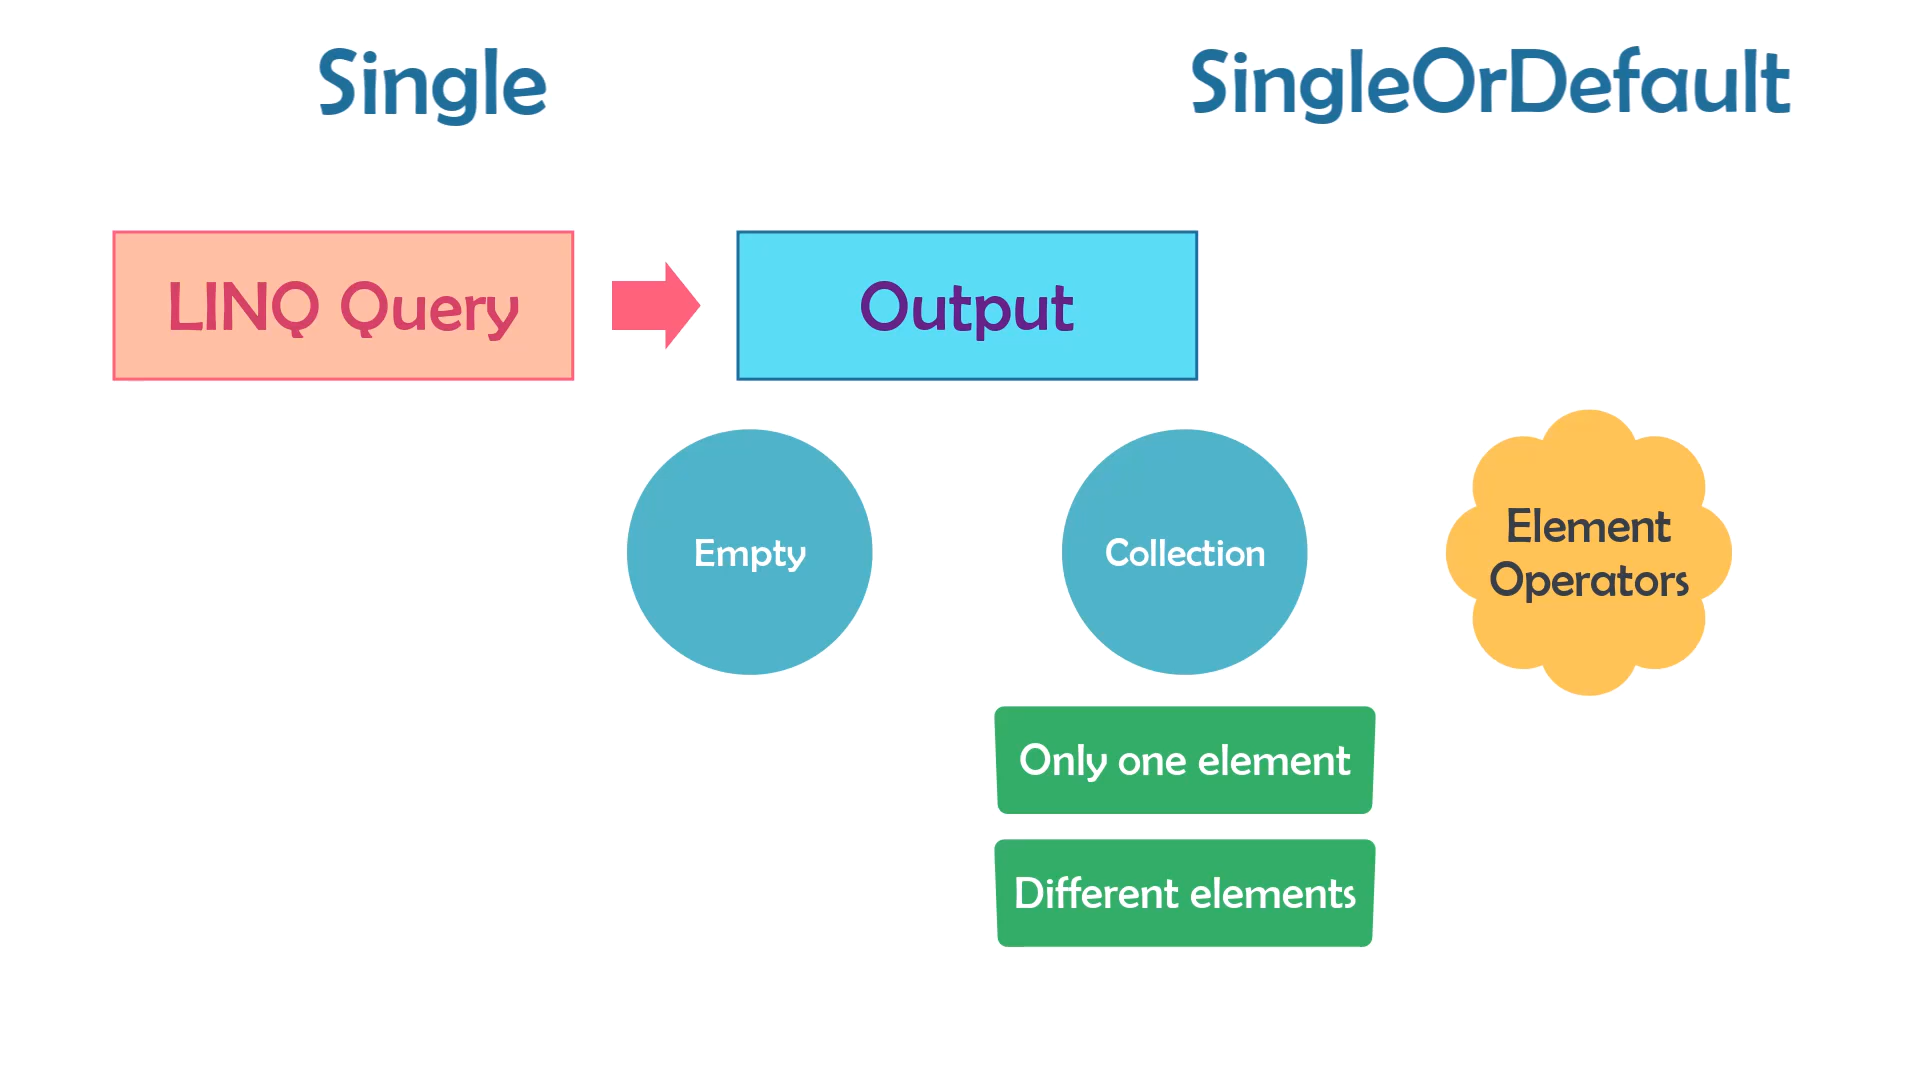 Single
SingleOrDefault
LINQ Query
Output
Empty
Collection
Element
Operators
Only one element
Different elements